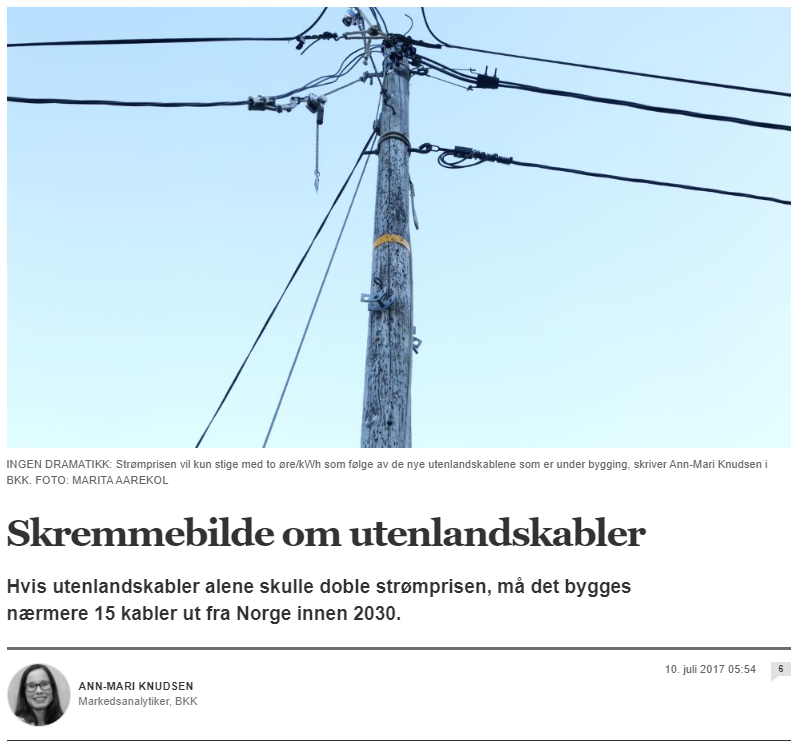 INGEN DRAMATIKK: Strømprisen vil kun stige med to øre/kWh som følge av de nye utenlandskablene som er under bygging, skriver Ann-Mari Knudsen i
BKK. FOTO: MARITA AAREKOL
Skremmebilde om utenlandskabler
Hvis utenlandskabler alene skulle doble strømprisen, må det bygges
nærmere 15 kabler ut fra Norge innen 2030.
10. juli 2017 05:54
6
ANN-MARI KNUDSEN
Markedsanalytiker, BKK